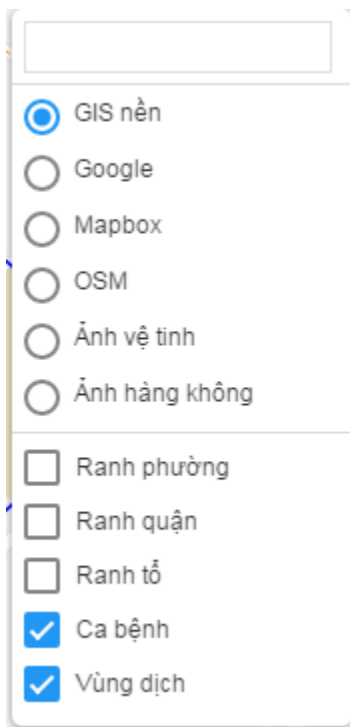 GIS nền
Google
Mapbox
OSM
Ảnh vệ tinh
Ảnh hàng không
Ranh phường
Ranh quận
Ranh tổ
Ca bệnh
Vùng dịch